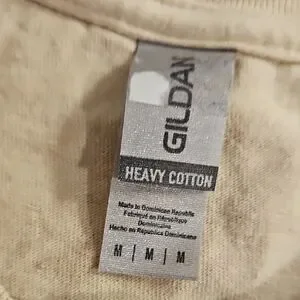 GILDAN
HEAVY COTTON
Made in Dominican Republic
Fabriqué en République
Dominicaine
Hecho en Republica Dominicana
M M M